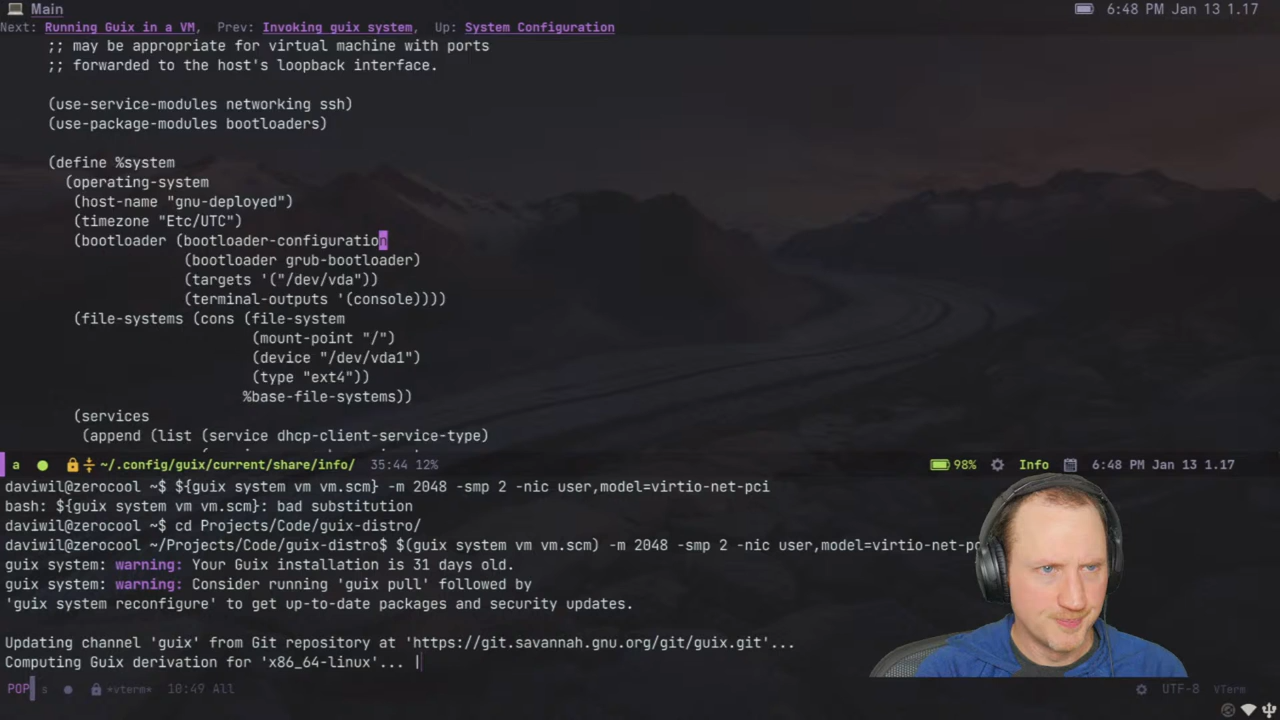 Main
6:48 PM Jan 13 1.17
Next: Running Guix in a VM, Prev: Invoking guix system, Up: System Configuration
;; may be appropriate for virtual machine with ports
;; forwarded to the host's loopback interface.
(use-service-modules networking ssh)
(use-package-modules bootloaders)
(define %system
(operating-system
(host-name "gnu-deployed")
(timezone "Etc/UTC")
(bootloader (bootloader-configuration
(bootloader grub-bootloader)
(targets '("/dev/vda"))
(terminal-outputs '(console))))
(file-systems (cons (file-system
(mount-point "/")
(device "/dev/vda1")
(type "ext4"))
%base-file-systems))
(services
(append (list (service dhcp-client-service-type)
a ~/.config/guix/current/share/info/ 35:44 12% 98% Info 6:48 PM Jan 13 1.17
daviwil@zerocool ~$ ${guix system vm vm.scm} -m 2048 -smp 2 -nic user,model=virtio-net-pci
bash: ${guix system vm vm.scm}: bad substitution
daviwil@zerocool ~$ cd Projects/Code/guix-distro/
daviwil@zerocool ~/Projects/Code/guix-distro$ $(guix system vm vm.scm) -m 2048 -smp 2 -nic user,model=virtio-net-pc
guix system: warning: Your Guix installation is 31 days old.
guix system: warning: Consider running 'guix pull' followed by
'guix system reconfigure' to get up-to-date packages and security updates.
Updating channel 'guix' from Git repository at 'https://git.savannah.gnu.org/git/guix.git'...
Computing Guix derivation for 'x86_64-linux'... |
POP s *vterm* 10:49 All UTF-8 VTerm